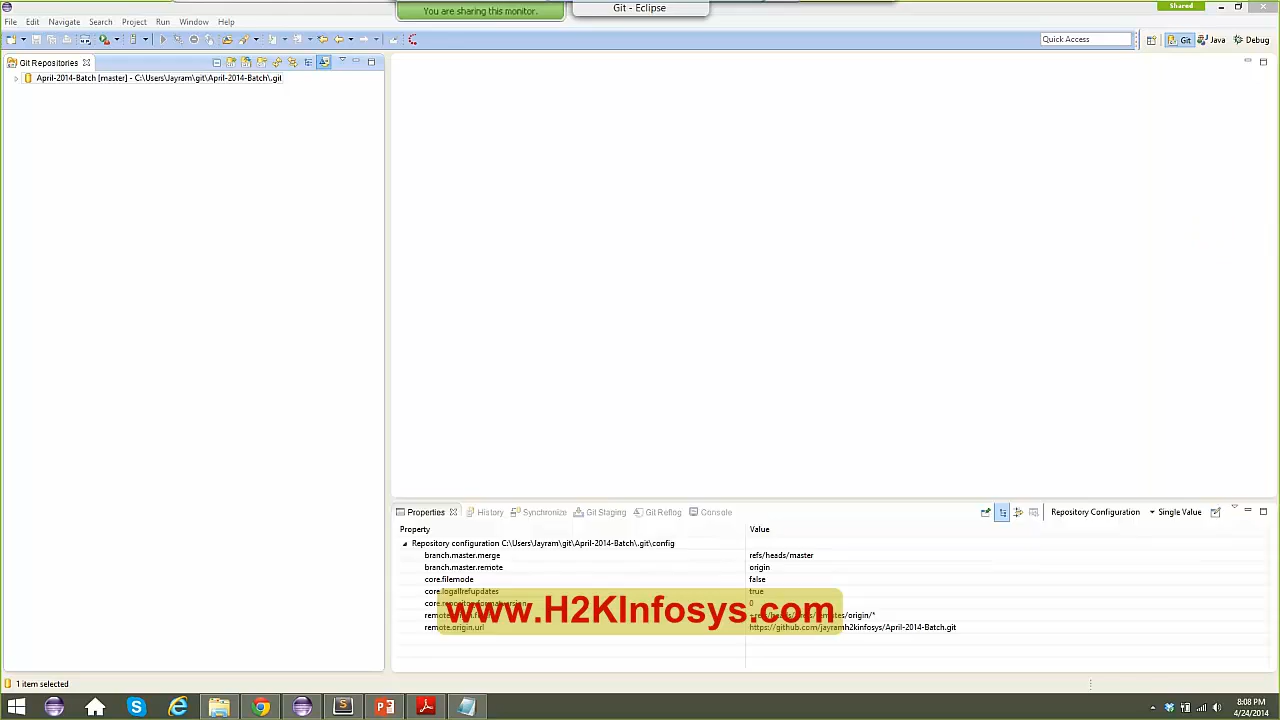 You are sharing this monitor.
Git - Eclipse
Shared
File Edit Navigate Search Project Run Window Help
Quick Access
Git Java Debug
Git Repositories
April-2014-Batch [master] - C:\Users\Jayram\git\April-2014-Batch\.git
Properties History Synchronize Git Staging Git Reflog Console
Repository Configuration Single Value
Property Value
Repository configuration C:\Users\Jayram\git\April-2014-Batch\.git\config
branch.master.merge refs/heads/master
branch.master.remote origin
core.filemode false
core.logallrefupdates true
core.repositoryformatversion 0
www.H2KInfosys.com
remote.origin.url https://github.com/jayramh2kinfosys/April-2014-Batch.git
1 item selected
8:08 PM
4/24/2014